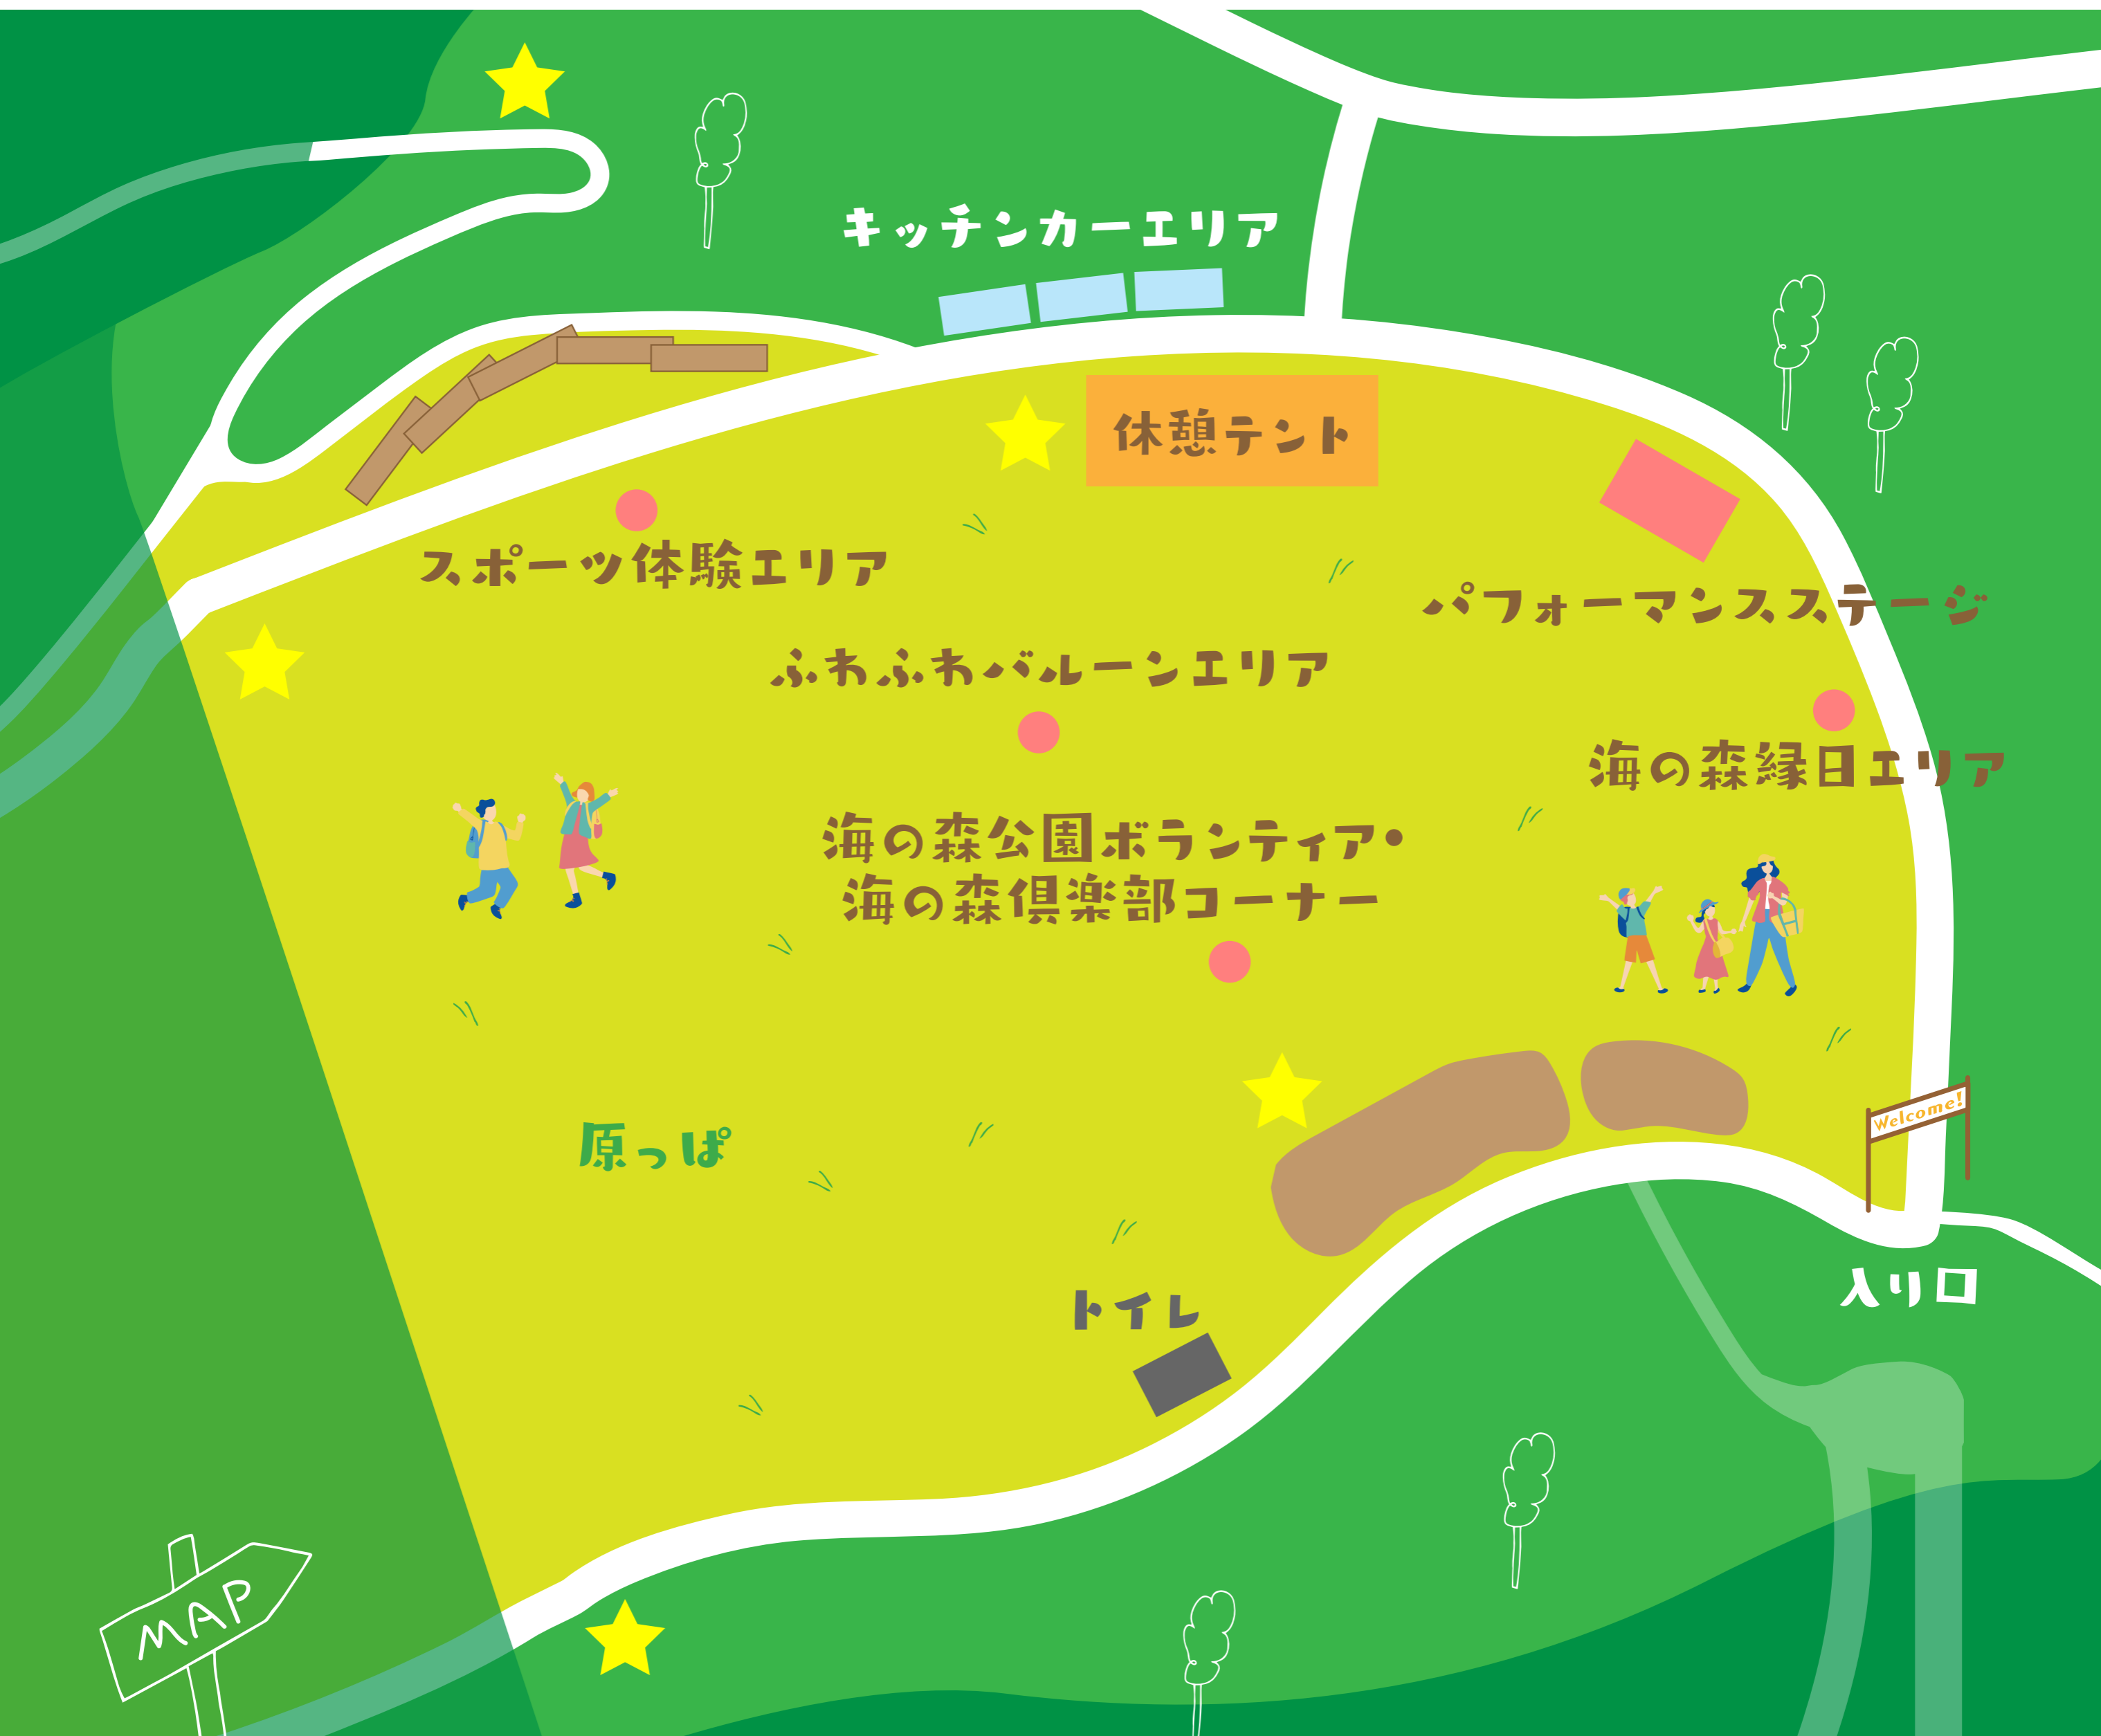 キッチンカーエリア
休憩テント
スポーツ体験エリア
パフォーマンスステージ
ふわふわバルーンエリア
海の森縁日エリア
海の森公園ボランティア・
海の森倶楽部コーナー
Welcome!
原っぱ
入り口
トイレ
MAP